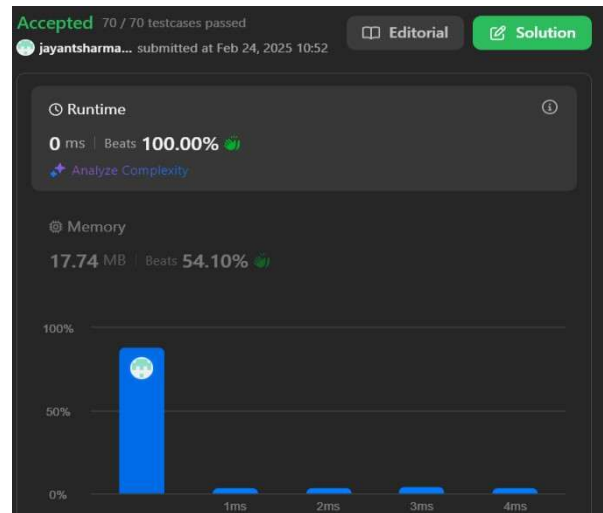 Accepted 70 / 70 testcases passed
jayantsharma... submitted at Feb 24, 2025 10:52
Editorial
Solution
Runtime
0 ms | Beats 100.00%
Analyze Complexity
Memory
17.74 MB | Beats 54.10%
100%
50%
0%
1ms 2ms 3ms 4ms